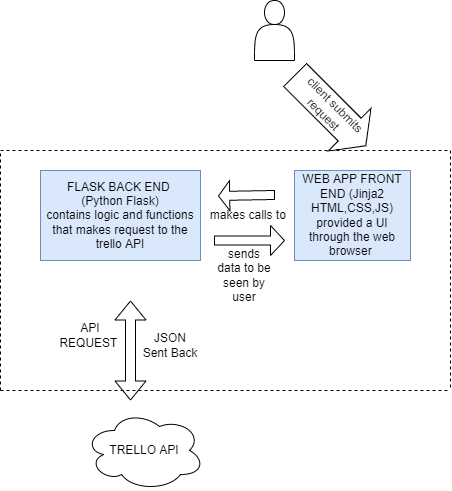 client submits
request
FLASK BACK END
(Python Flask)
contains logic and functions
that makes request to the
trello API
makes calls to
sends
data to be
seen by
user
WEB APP FRONT
END (Jinja2
HTML,CSS,JS)
provided a UI
through the web
browser
API
REQUEST
JSON
Sent Back
TRELLO API